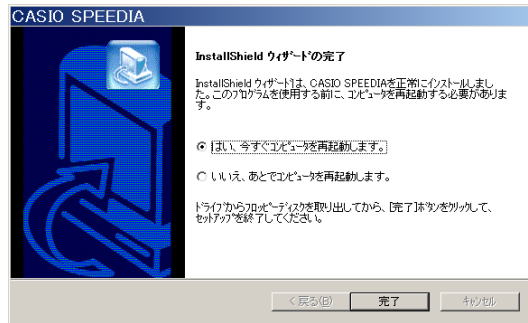 CASIO SPEEDIA
InstallShield ウィザードの完了
InstallShield ウィザードは、CASIO SPEEDIAを正常にインストールしまし
た。このプログラムを使用する前に、コンピュータを再起動する必要がありま
す。
はい、今すぐコンピュータを再起動します。
いいえ、あとでコンピュータを再起動します。
ドライブからフロッピーディスクを取り出してから、[完了]ボタンをクリックして、
セットアップを終了してください。
< 戻る(B)
完了
キャンセル